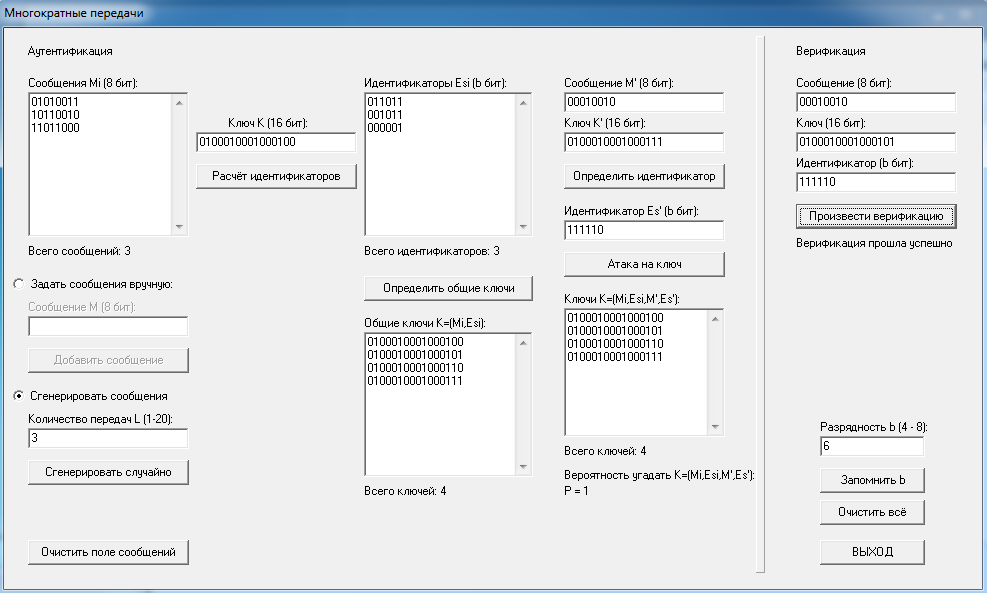 Многократные передачи
Аутентификация
Сообщения Mi (8 бит):
01010011
10110010
11011000
Всего сообщений: 3
Задать сообщения вручную:
Сообщение M (8 бит):
Добавить сообщение
Сгенерировать сообщения
Количество передач L (1-20):
3
Сгенерировать случайно
Очистить поле сообщений
Ключ K (16 бит):
0100010001000100
Расчёт идентификаторов
Идентификаторы Esi (b бит):
011011
001011
000001
Всего идентификаторов: 3
Определить общие ключи
Общие ключи K=(Mi,Esi):
0100010001000100
0100010001000101
0100010001000110
0100010001000111
Всего ключей: 4
Сообщение M' (8 бит):
00010010
Ключ K' (16 бит):
0100010001000111
Определить идентификатор
Идентификатор Es' (b бит):
111110
Атака на ключ
Ключи K=(Mi,Esi,M',Es'):
0100010001000100
0100010001000101
0100010001000110
0100010001000111
Всего ключей: 4
Вероятность угадать K=(Mi,Esi,M',Es'):
P = 1
Верификация
Сообщение (8 бит):
00010010
Ключ (16 бит):
0100010001000101
Идентификатор (b бит):
111110
Произвести верификацию
Верификация прошла успешно
Разрядность b (4 - 8):
6
Запомнить b
Очистить всё
ВЫХОД